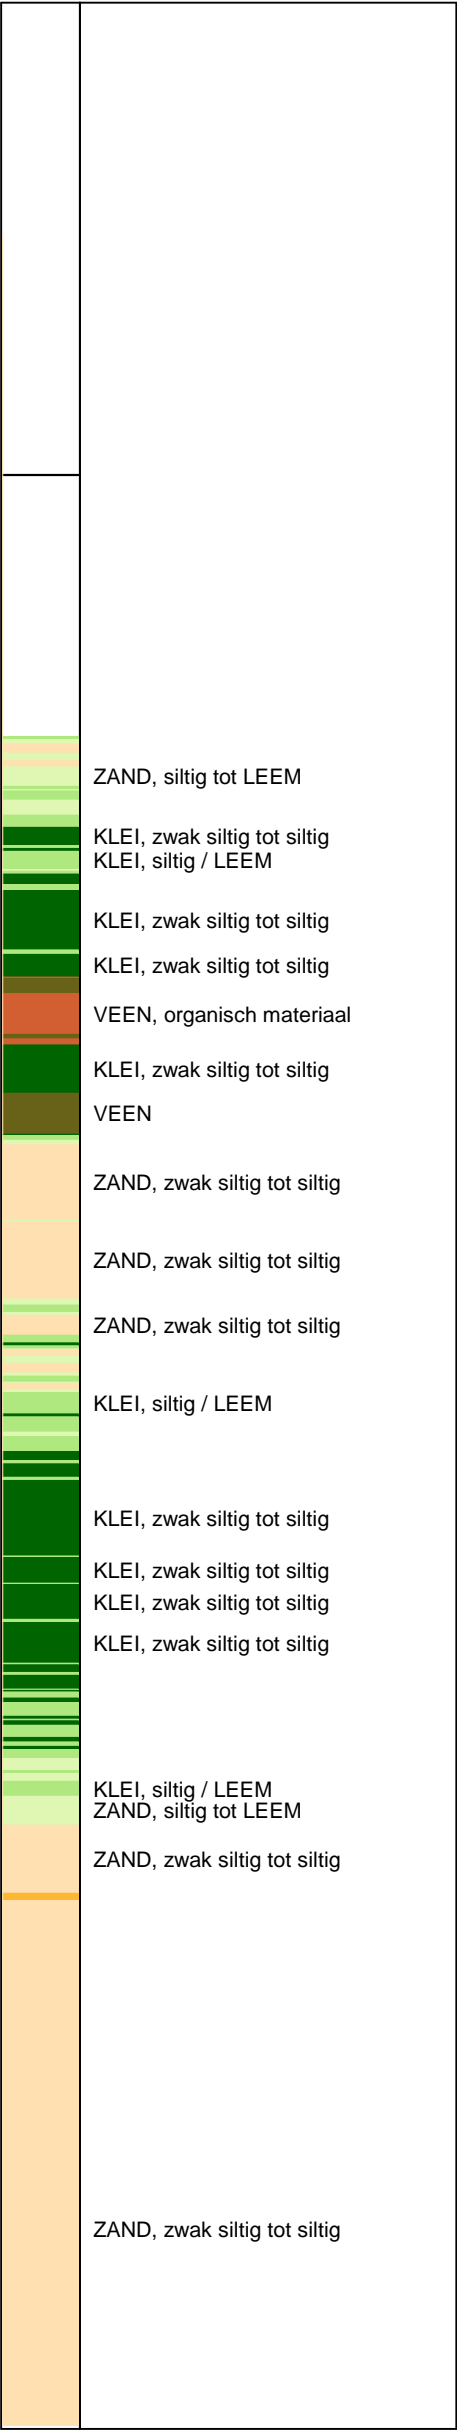 ZAND, siltig tot LEEM
KLEI, zwak siltig tot siltig
KLEI, siltig / LEEM
KLEI, zwak siltig tot siltig
KLEI, zwak siltig tot siltig
VEEN, organisch materiaal
KLEI, zwak siltig tot siltig
VEEN
ZAND, zwak siltig tot siltig
ZAND, zwak siltig tot siltig
ZAND, zwak siltig tot siltig
KLEI, siltig / LEEM
KLEI, zwak siltig tot siltig
KLEI, zwak siltig tot siltig
KLEI, zwak siltig tot siltig
KLEI, zwak siltig tot siltig
KLEI, siltig / LEEM
ZAND, siltig tot LEEM
ZAND, zwak siltig tot siltig
ZAND, zwak siltig tot siltig